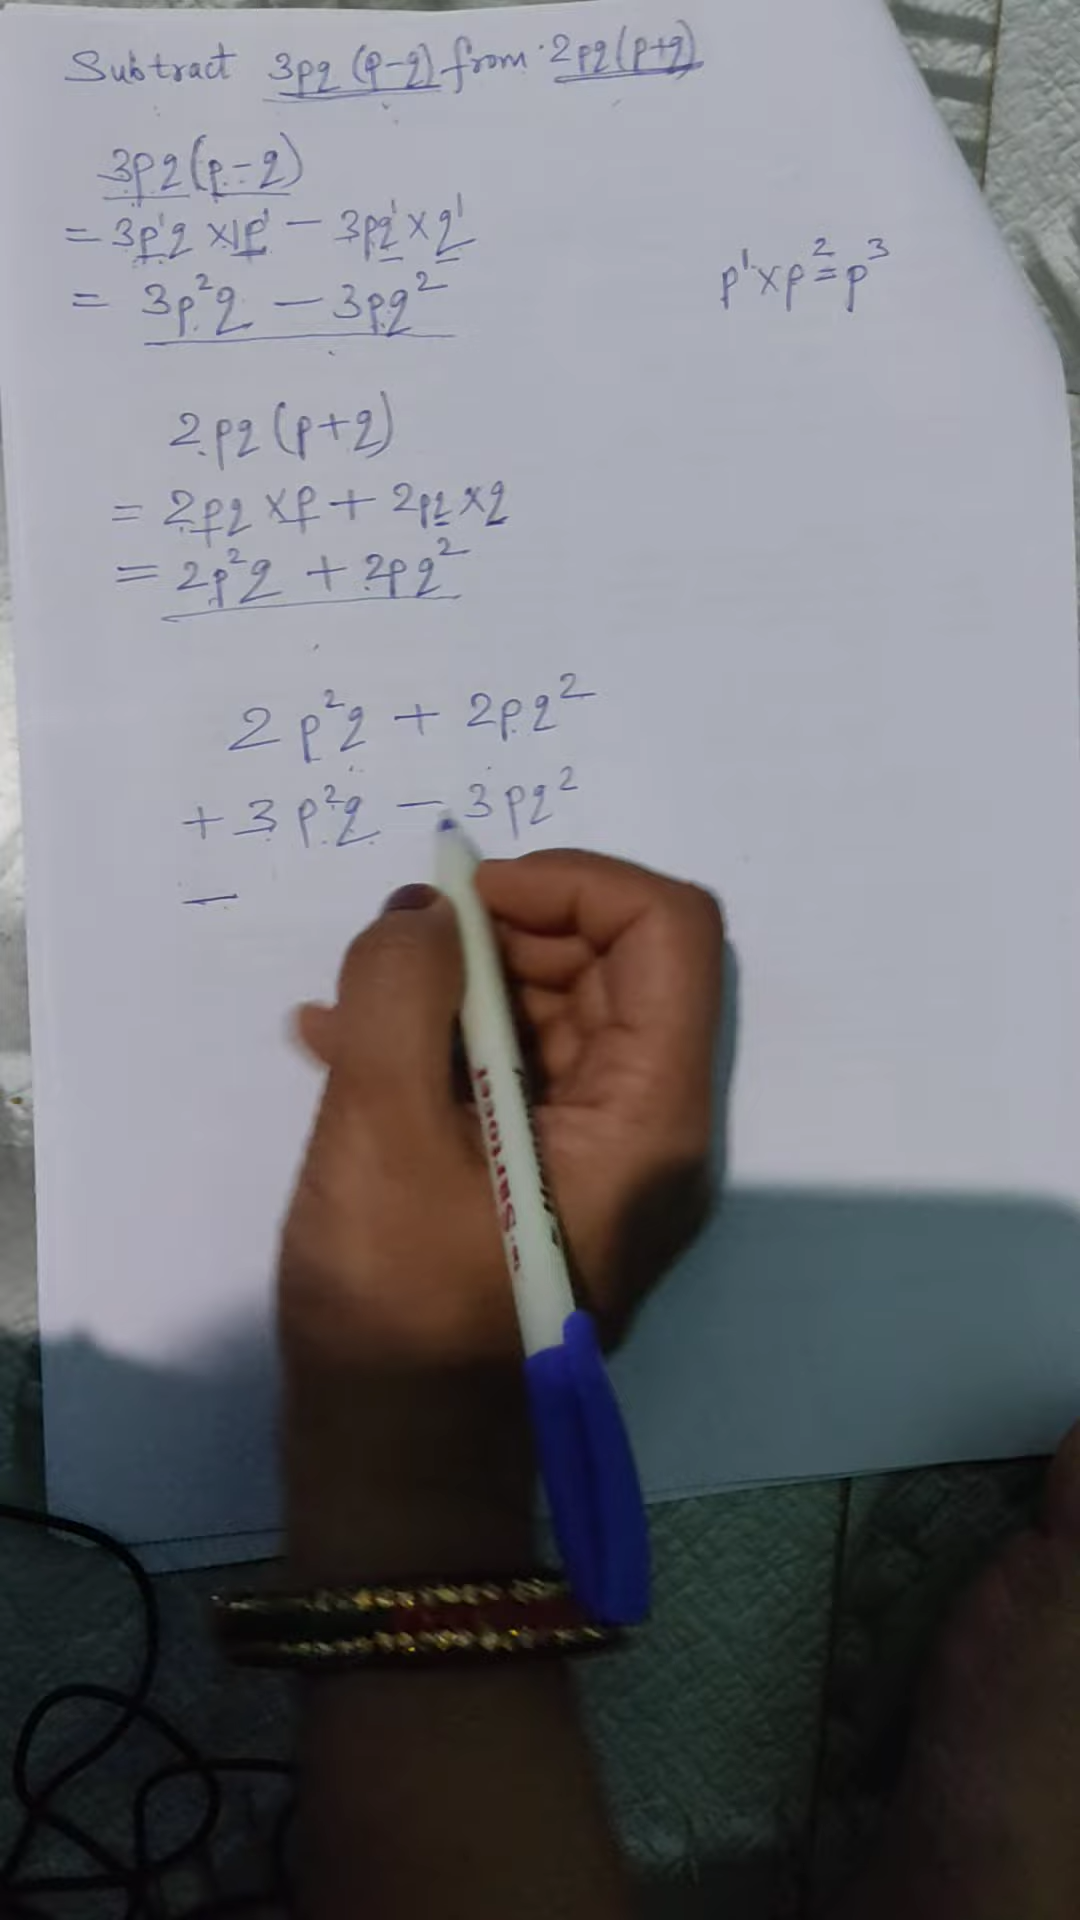 Subtract 3pq (p-q) from 2pq (p+q)
3pq (p-q)
= 3p¹q × 1p¹ - 3pq¹ × q¹
= 3p²q - 3pq²
p¹ × p² = p³
2pq (p+q)
= 2pq × p + 2pq × q
= 2p²q + 2pq²
2p²q + 2pq²
+ 3p²q - 3pq²
-